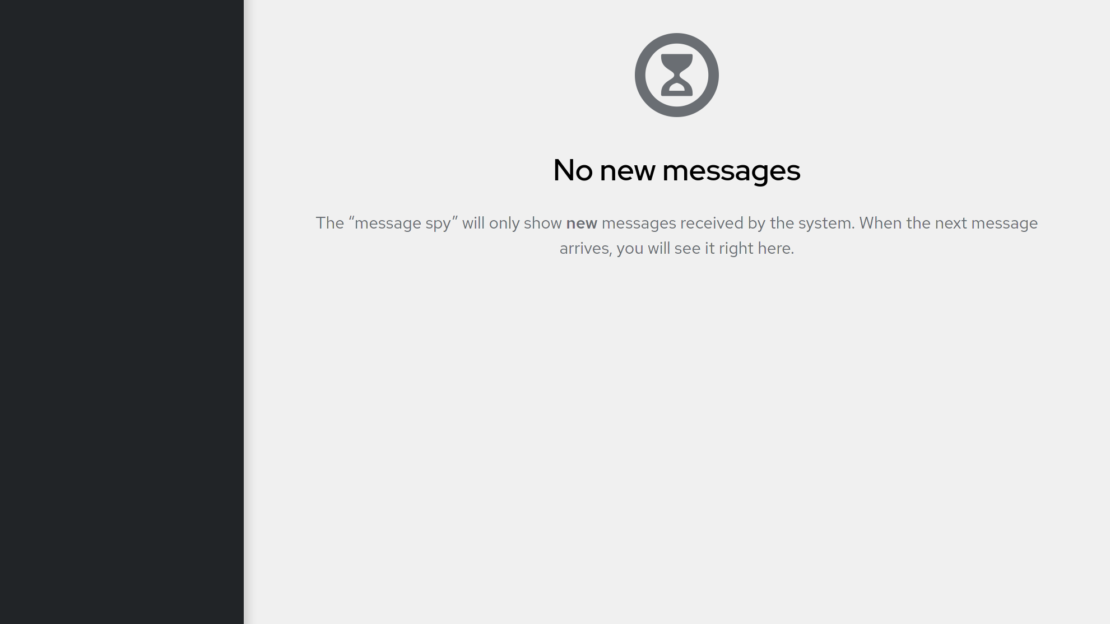 No new messages
The “message spy” will only show new messages received by the system. When the next message
arrives, you will see it right here.